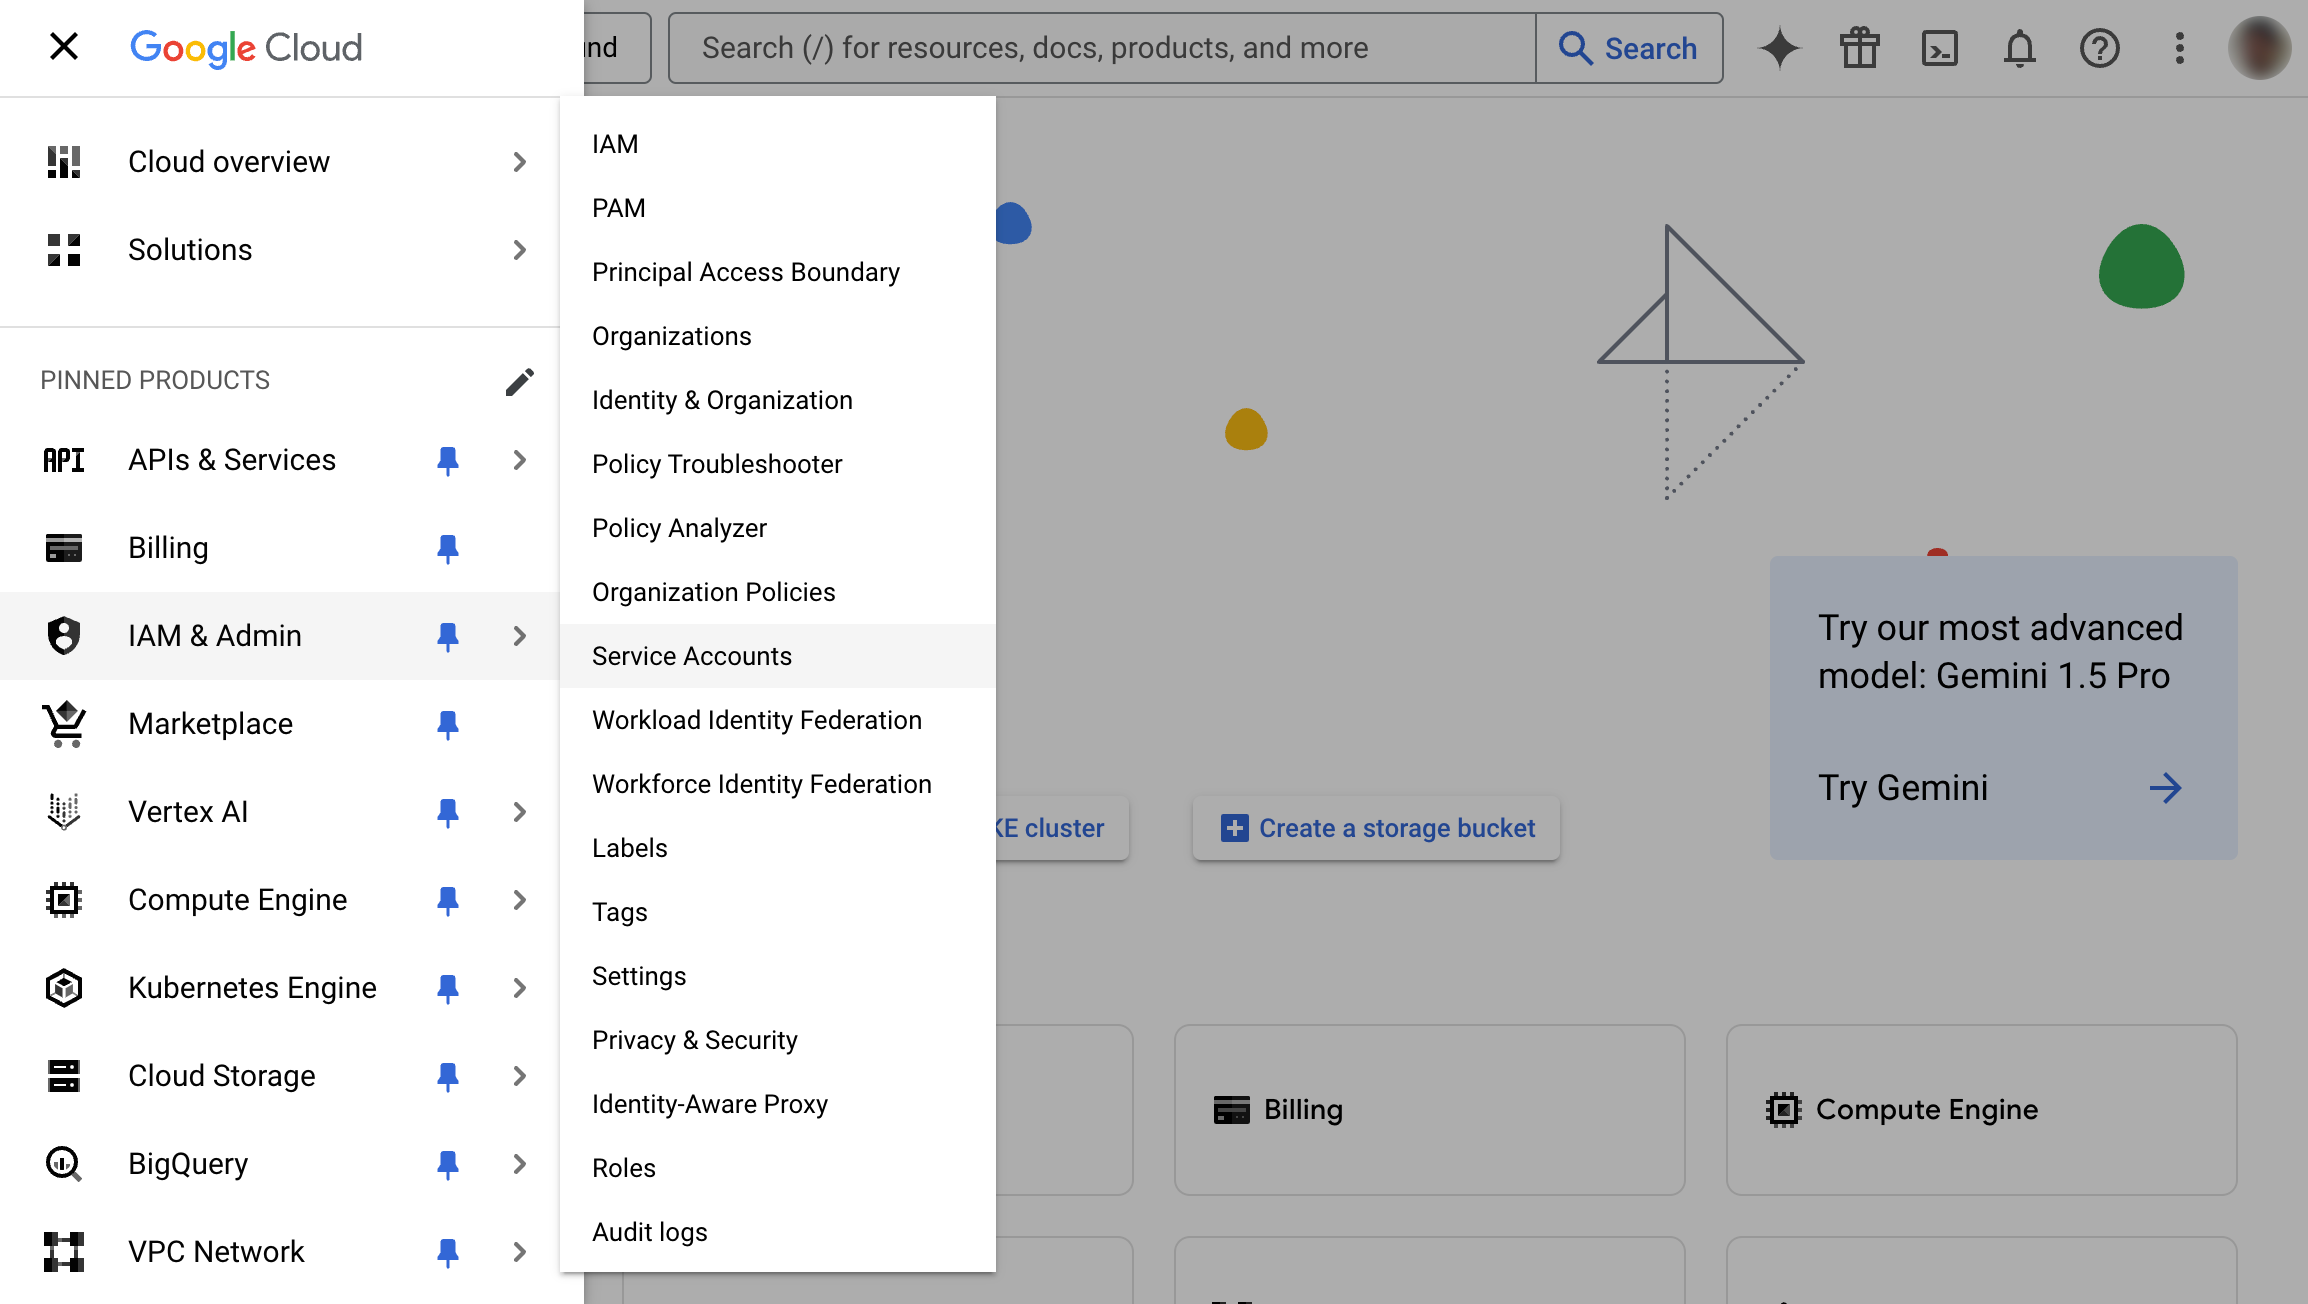 Google Cloud
nd
Search (/) for resources, docs, products, and more
Search
Cloud overview
Solutions
PINNED PRODUCTS
API
APIs & Services
Billing
IAM & Admin
Marketplace
Vertex AI
Compute Engine
Kubernetes Engine
Cloud Storage
BigQuery
VPC Network
IAM
PAM
Principal Access Boundary
Organizations
Identity & Organization
Policy Troubleshooter
Policy Analyzer
Organization Policies
Service Accounts
Workload Identity Federation
Workforce Identity Federation
Labels
Tags
Settings
Privacy & Security
Identity-Aware Proxy
Roles
Audit logs
Try our most advanced
model: Gemini 1.5 Pro
Try Gemini
KE cluster
Create a storage bucket
Billing
Compute Engine